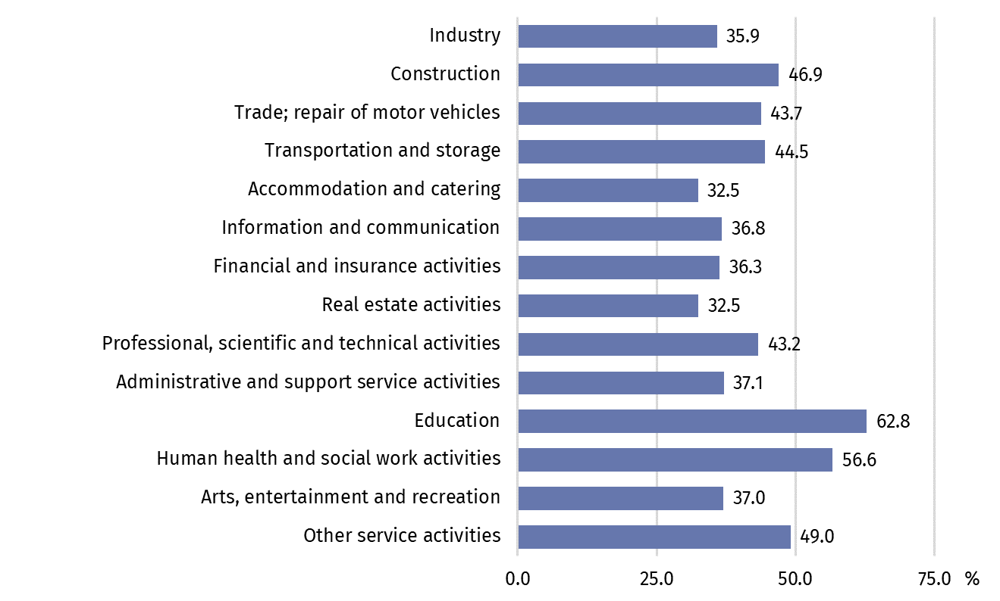 Industry 35.9
Construction 46.9
Trade; repair of motor vehicles 43.7
Transportation and storage 44.5
Accommodation and catering 32.5
Information and communication 36.8
Financial and insurance activities 36.3
Real estate activities 32.5
Professional, scientific and technical activities 43.2
Administrative and support service activities 37.1
Education 62.8
Human health and social work activities 56.6
Arts, entertainment and recreation 37.0
Other service activities 49.0
0.0 25.0 50.0 75.0 %